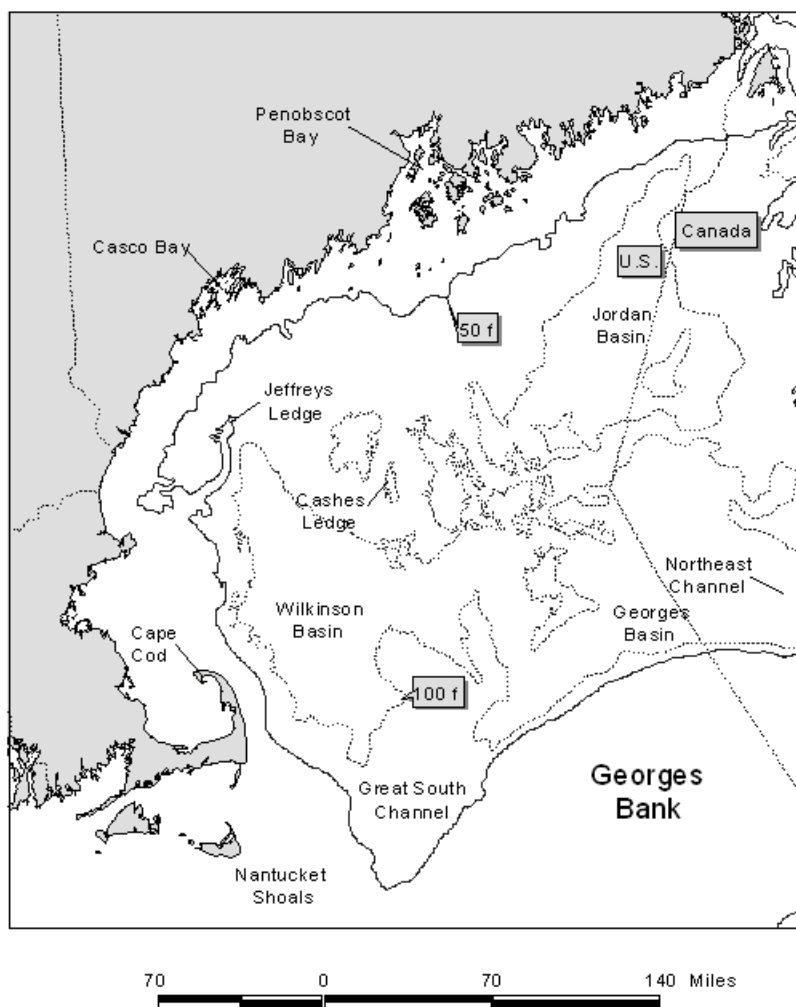 Penobscot
Bay
Casco Bay
Canada
U.S.
Jordan
Basin
50 f
Jeffreys
Ledge
Cashes
Ledge
Northeast
Channel
Wilkinson
Basin
Georges
Basin
Cape
Cod
100 f
Great South
Channel
Georges
Bank
Nantucket
Shoals
70 0 70 140 Miles